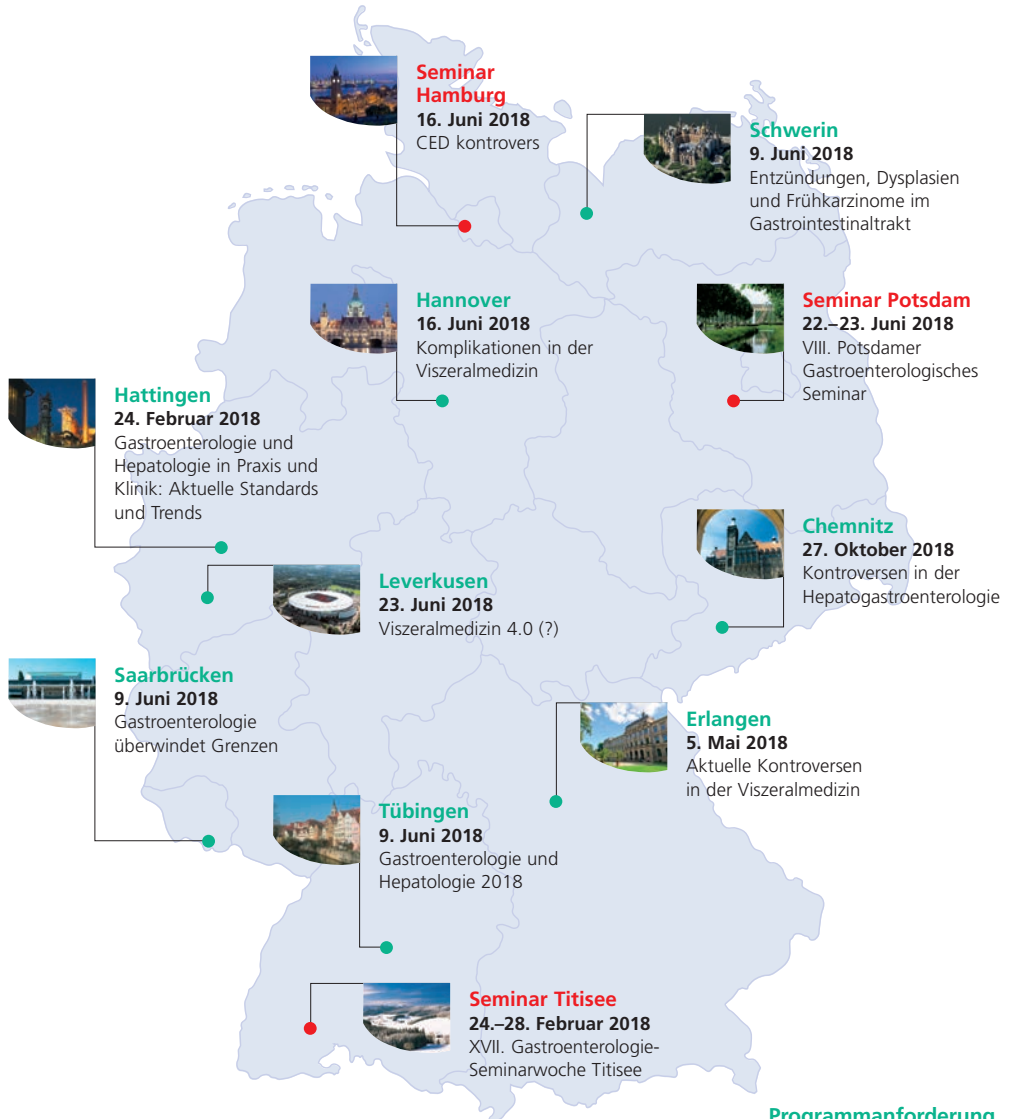 Seminar
Hamburg
16. Juni 2018
CED kontrovers
Schwerin
9. Juni 2018
Entzündungen, Dysplasien
und Frühkarzinome im
Gastrointestinaltrakt
Hannover
16. Juni 2018
Komplikationen in der
Viszeralmedizin
Seminar Potsdam
22.–23. Juni 2018
VIII. Potsdamer
Gastroenterologisches
Seminar
Hattingen
24. Februar 2018
Gastroenterologie und
Hepatologie in Praxis und
Klinik: Aktuelle Standards
und Trends
Chemnitz
27. Oktober 2018
Kontroversen in der
Hepatogastroenterologie
Leverkusen
23. Juni 2018
Viszeralmedizin 4.0 (?)
Saarbrücken
9. Juni 2018
Gastroenterologie
überwindet Grenzen
Erlangen
5. Mai 2018
Aktuelle Kontroversen
in der Viszeralmedizin
Tübingen
9. Juni 2018
Gastroenterologie und
Hepatologie 2018
Seminar Titisee
24.–28. Februar 2018
XVII. Gastroenterologie-
Seminarwoche Titisee
Programmanforderung